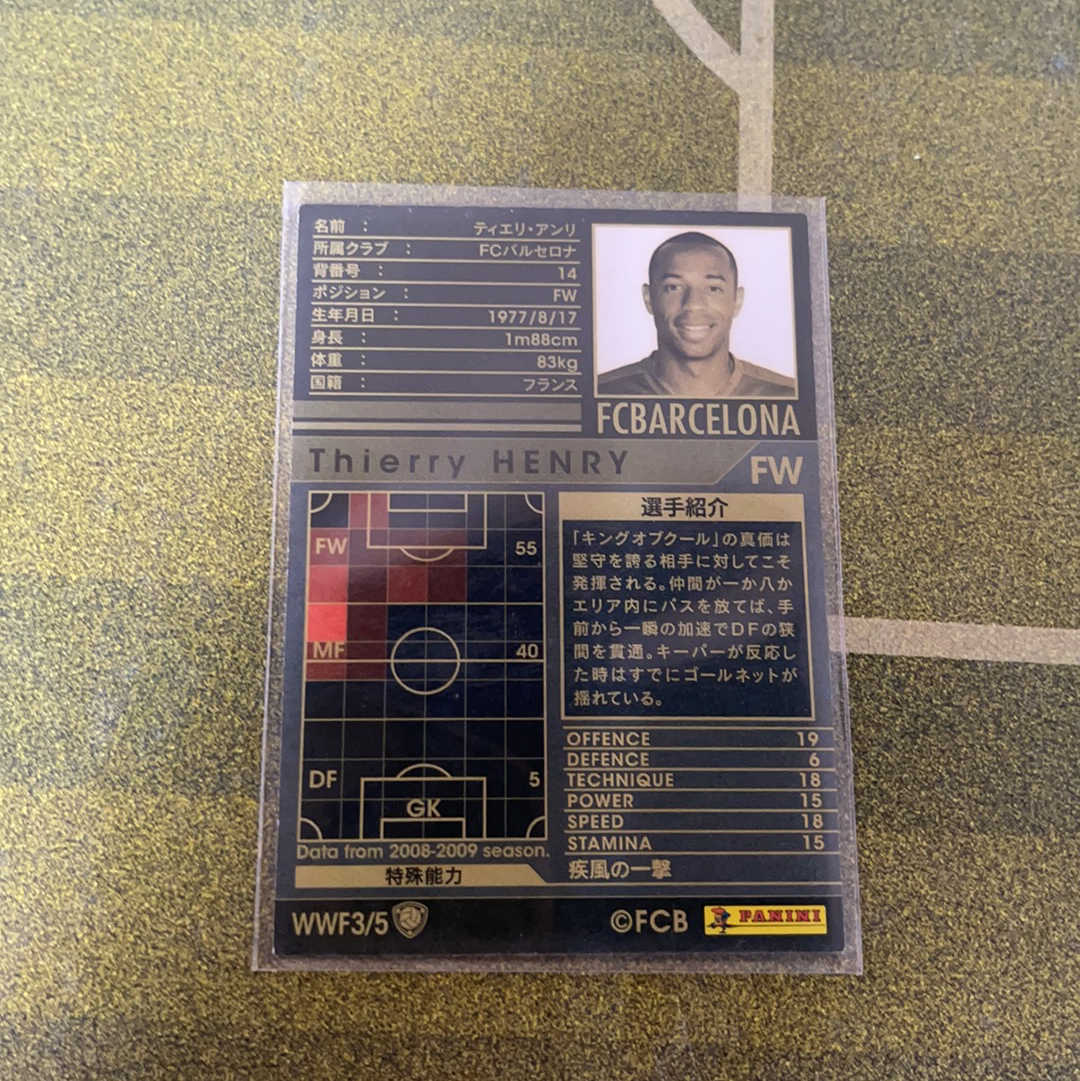 名前 : ティエリ・アンリ
所属クラブ : FCバルセロナ
背番号 : 14
ポジション : FW
生年月日 : 1977/8/17
身長 : 1m88cm
体重 : 83kg
国籍 : フランス
FCBARCELONA
Thierry HENRY
FW
FW 55
MF 40
DF 5
GK
Data from 2008-2009 season.
選手紹介
「キングオブクール」の真価は
堅守を誇る相手に対してこそ
発揮される。仲間が一か八か
エリア内にパスを放てば、手
前から一瞬の加速でDFの狭
間を貫通。キーパーが反応し
た時はすでにゴールネットが
揺れている。
OFFENCE 19
DEFENCE 6
TECHNIQUE 18
POWER 15
SPEED 18
STAMINA 15
特殊能力 疾風の一撃
WWF3/5 ©FCB PANINI